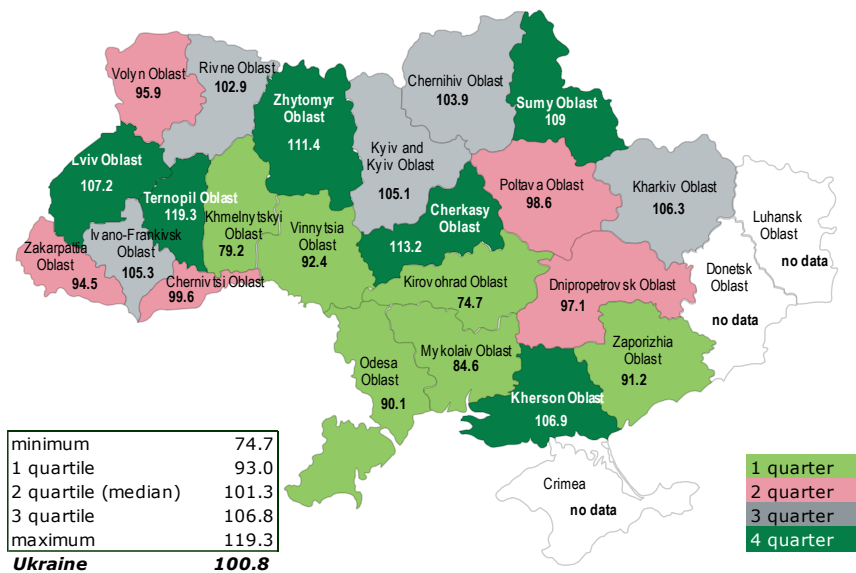 Volyn Oblast
95.9
Rivne Oblast
102.9
Zhytomyr
Oblast
111.4
Chernihiv Oblast
103.9
Sumy Oblast
109
Kyiv and
Kyiv Oblast
105.1
Lviv Oblast
107.2
Ternopil Oblast
119.3
Khmelnytskyi
Oblast
79.2
Vinnytsia
Oblast
92.4
Cherkasy
Oblast
113.2
Poltava Oblast
98.6
Kharkiv Oblast
106.3
Luhansk
Oblast
no data
Donetsk
Oblast
no data
Zakarpattia
Oblast
94.5
Ivano-Frankivsk
Oblast
105.3
Chernivtsi Oblast
99.6
Kirovohrad Oblast
74.7
Dnipropetrovsk Oblast
97.1
Zaporizhia
Oblast
91.2
Odesa
Oblast
90.1
Mykolaiv Oblast
84.6
Kherson Oblast
106.9
Crimea
no data
minimum 74.7
1 quartile 93.0
2 quartile (median) 101.3
3 quartile 106.8
maximum 119.3
Ukraine 100.8
1 quarter
2 quarter
3 quarter
4 quarter